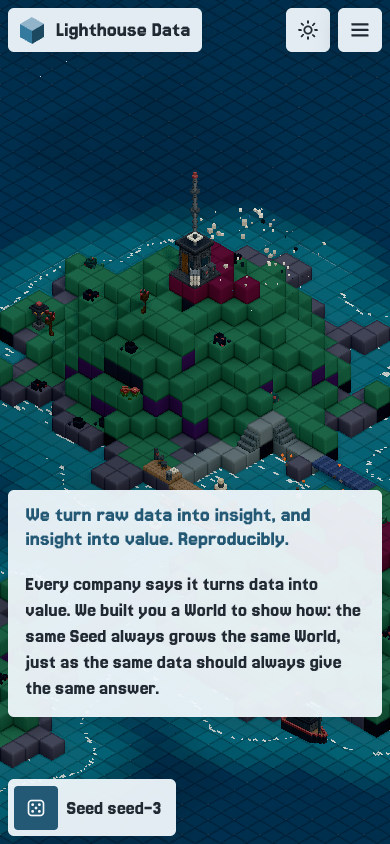 Lighthouse Data
We turn raw data into insight, and
insight into value. Reproducibly.
Every company says it turns data into
value. We built you a World to show how: the
same Seed always grows the same World,
just as the same data should always give
the same answer.
Seed seed-3